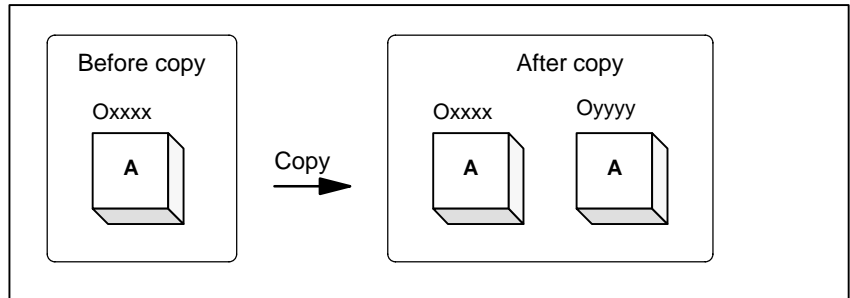 Before copy
Oxxxx
A
Copy
After copy
Oxxxx
Oyyyy
A
A